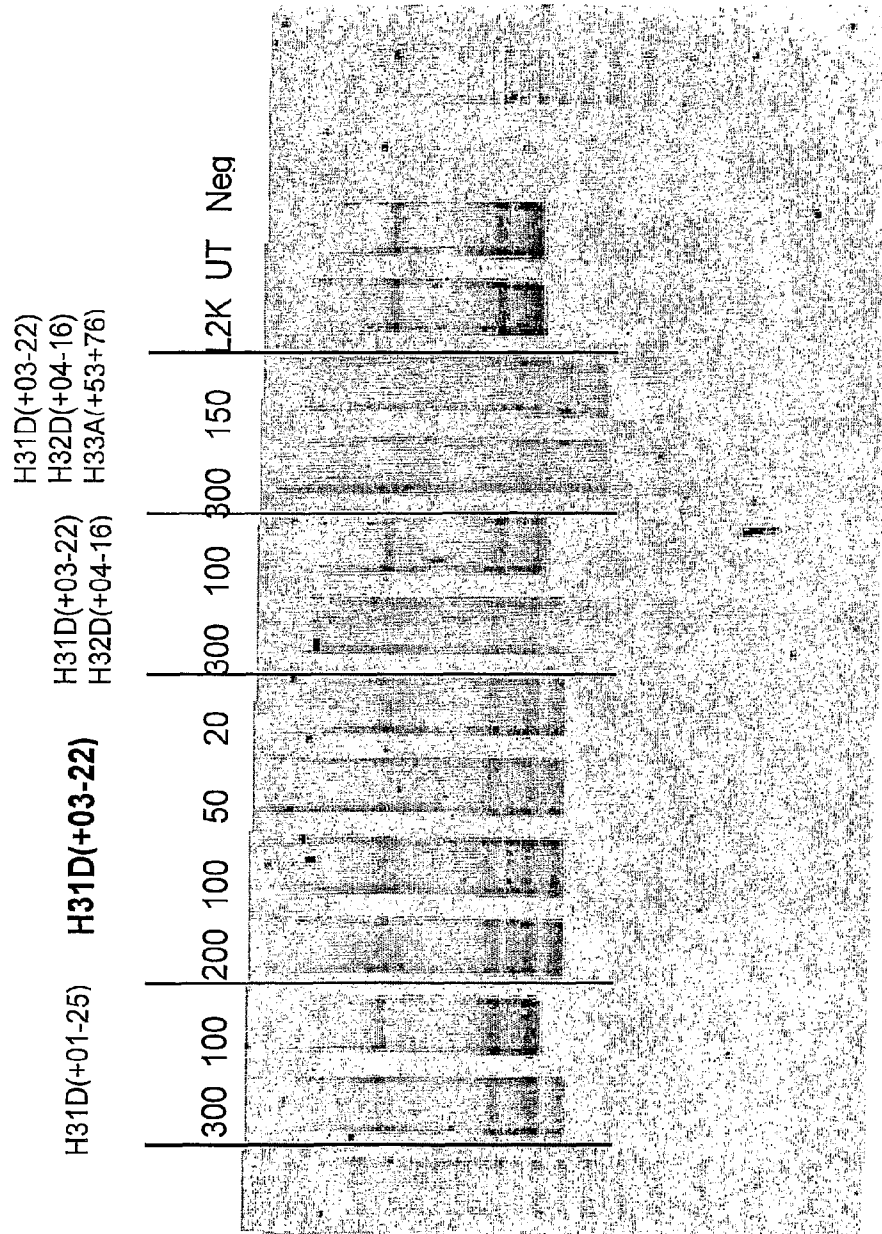 H31D(+01-25)
H31D(+03-22)
H31D(+03-22)
H32D(+04-16)
H31D(+03-22)
H32D(+04-16)
H33A(+53+76)
300 100 200 100 50 20 300 100 300 150 L2K UT Neg